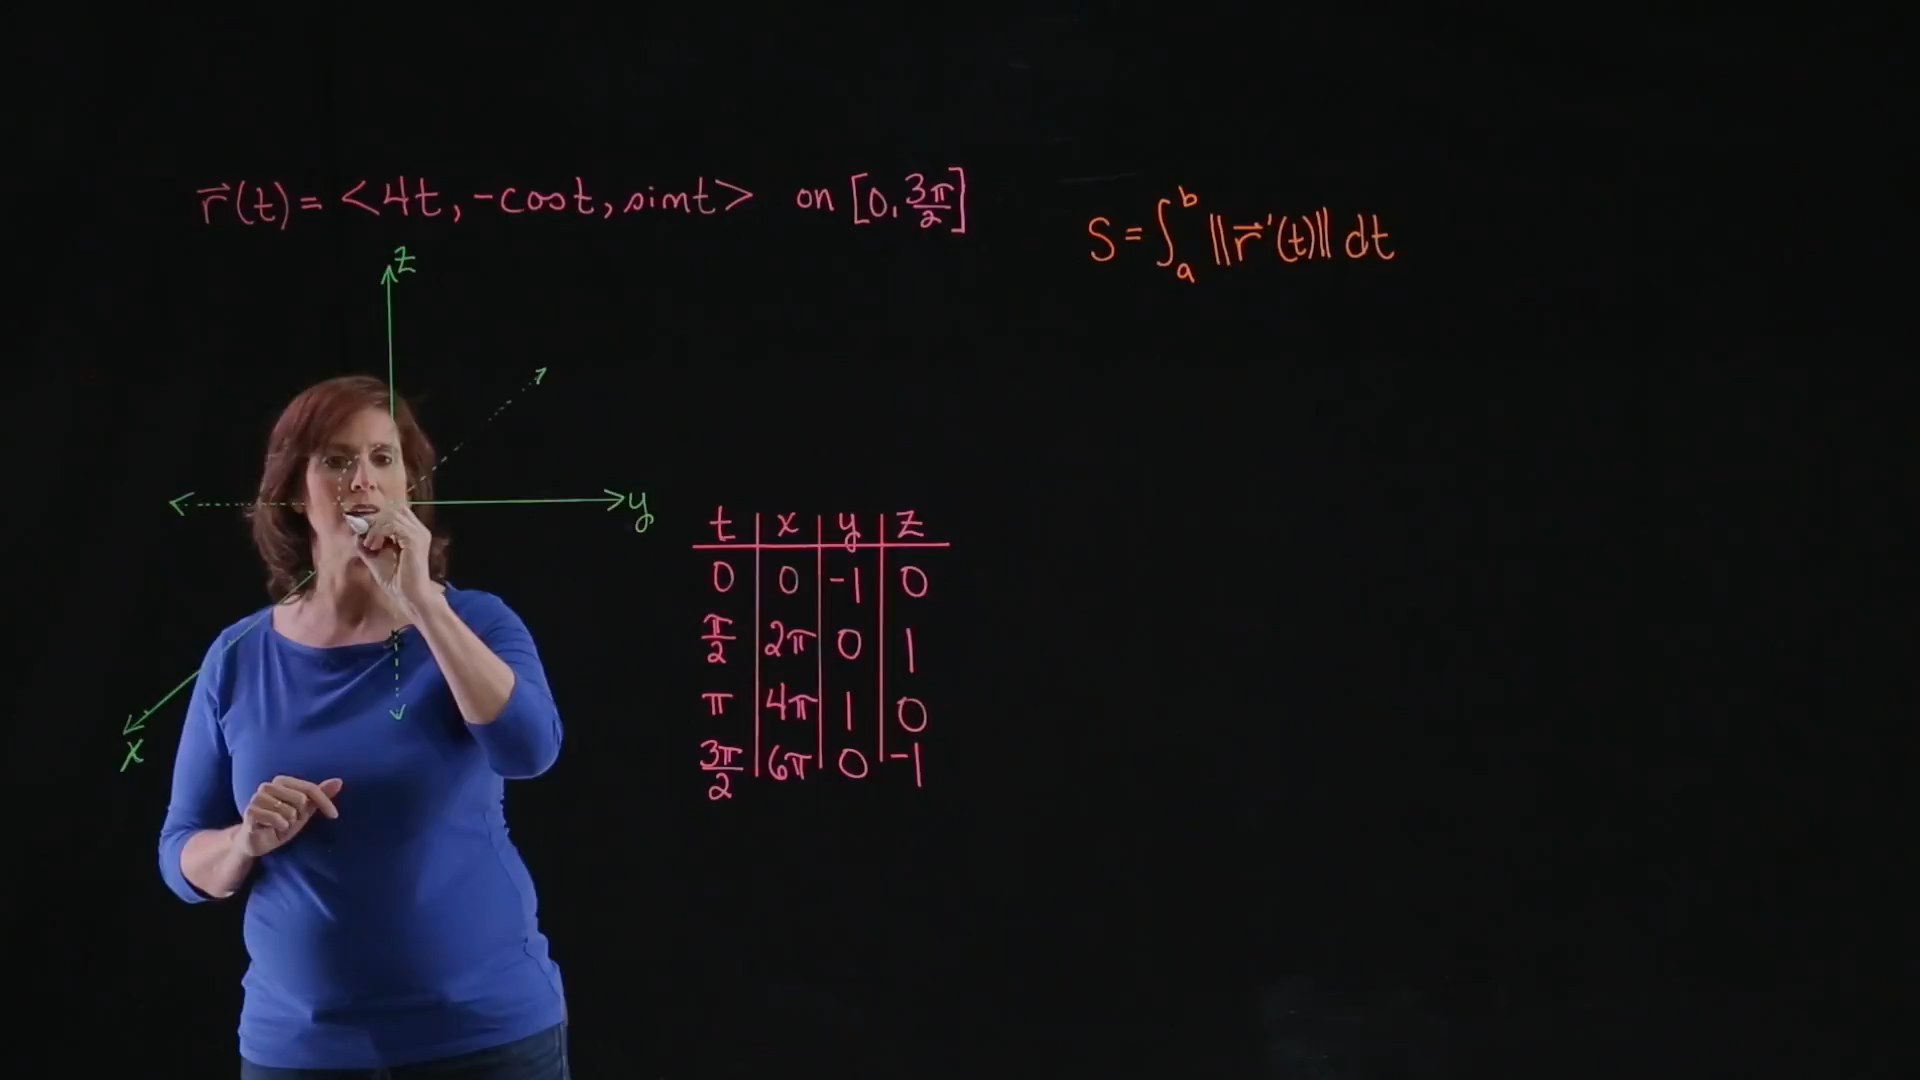 r⃗(t) = <4t, -cost, sint> on [0, 3π/2]
S = ∫ₐᵇ ‖r⃗'(t)‖ dt
z
y
x
t x y z
0 0 -1 0
π/2 2π 0 1
π 4π 1 0
3π/2 6π 0 -1